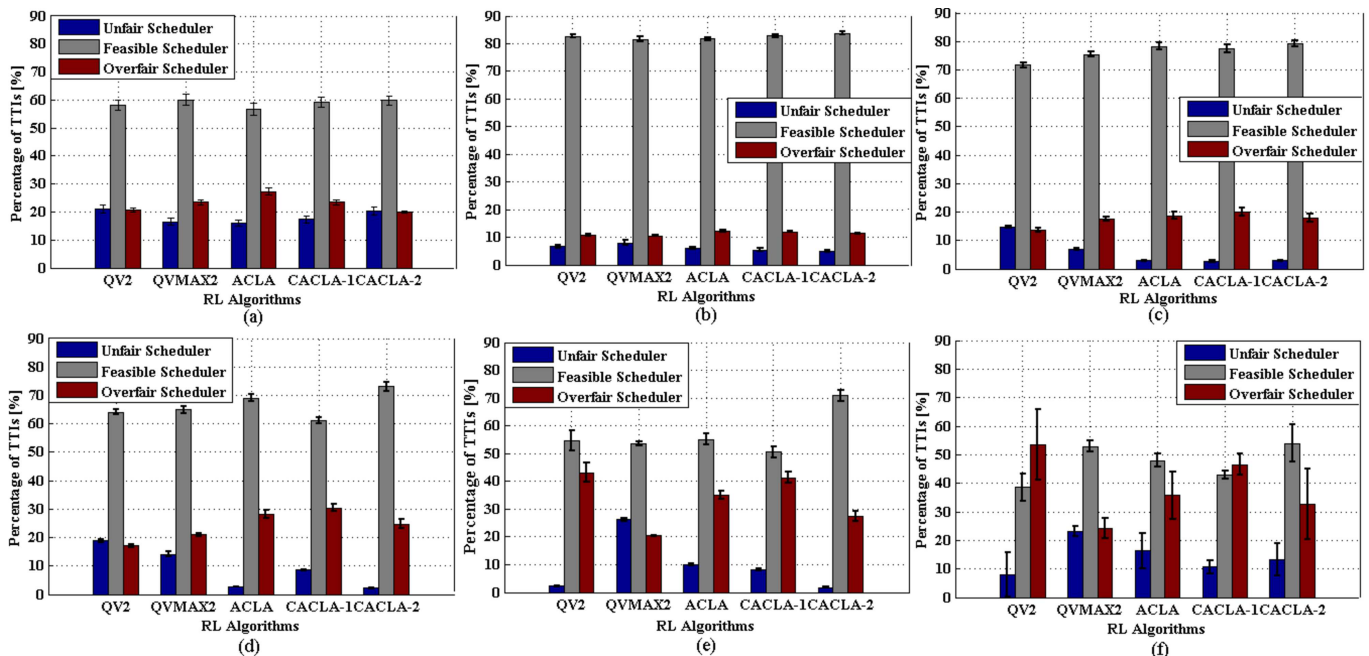 90
80
70
60
50
40
30
20
10
0
Percentage of TTIs [%]
Unfair Scheduler
Feasible Scheduler
Overfair Scheduler
QV2 QVMAX2 ACLA CACLA-1 CACLA-2
RL Algorithms
(a)
90
80
70
60
50
40
30
20
10
0
Percentage of TTIs [%]
Unfair Scheduler
Feasible Scheduler
Overfair Scheduler
QV2 QVMAX2 ACLA CACLA-1 CACLA-2
RL Algorithms
(b)
90
80
70
60
50
40
30
20
10
0
Percentage of TTIs [%]
Unfair Scheduler
Feasible Scheduler
Overfair Scheduler
QV2 QVMAX2 ACLA CACLA-1 CACLA-2
RL Algorithms
(c)
90
80
70
60
50
40
30
20
10
0
Percentage of TTIs [%]
Unfair Scheduler
Feasible Scheduler
Overfair Scheduler
QV2 QVMAX2 ACLA CACLA-1 CACLA-2
RL Algorithms
(d)
90
80
70
60
50
40
30
20
10
0
Percentage of TTIs [%]
Unfair Scheduler
Feasible Scheduler
Overfair Scheduler
QV2 QVMAX2 ACLA CACLA-1 CACLA-2
RL Algorithms
(e)
90
80
70
60
50
40
30
20
10
0
Percentage of TTIs [%]
Unfair Scheduler
Feasible Scheduler
Overfair Scheduler
QV2 QVMAX2 ACLA CACLA-1 CACLA-2
RL Algorithms
(f)